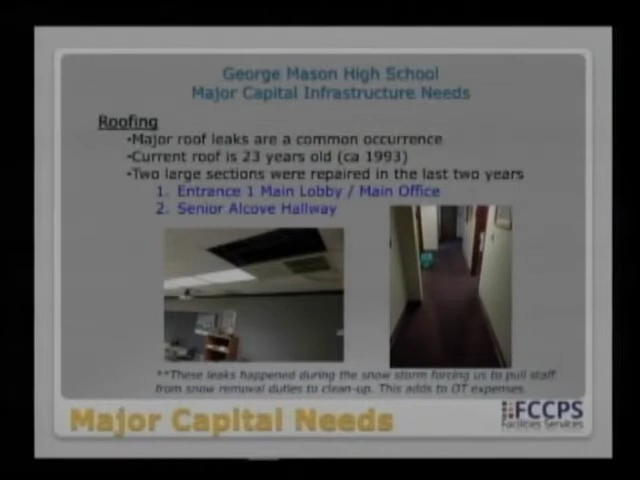 George Mason High School
Major Capital Infrastructure Needs
Roofing
•Major roof leaks are a common occurrence
•Current roof is 23 years old (ca 1993)
•Two large sections were repaired in the last two years
1. Entrance 1 Main Lobby / Main Office
2. Senior Alcove Hallway
**These leaks happened during the snow storm forcing us to pull staff
from snow removal duties to clean-up. This adds to OT expenses.
Major Capital Needs
FCCPS
Facilities Services